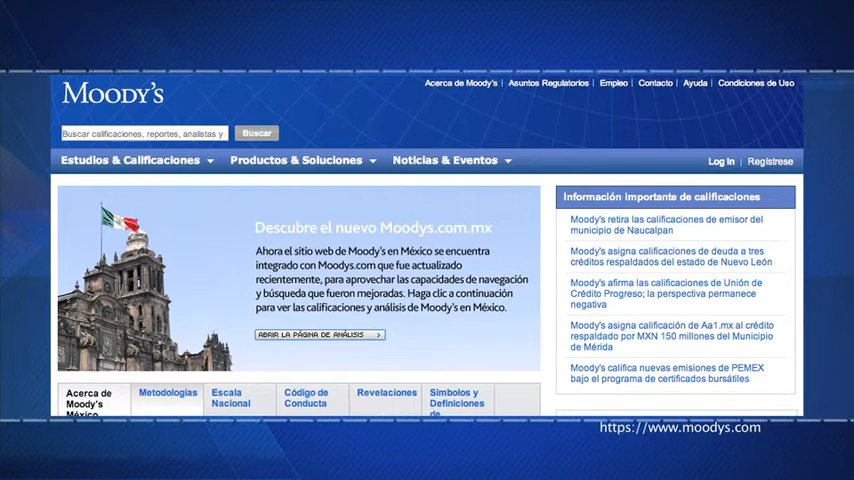 MOODY'S
Acerca de Moody's | Asuntos Regulatorios | Empleo | Contacto | Ayuda | Condiciones de Uso
Buscar calificaciones, reportes, analistas y
Buscar
Estudios & Calificaciones
Productos & Soluciones
Noticias & Eventos
Log In | Regístrese
Descubre el nuevo Moodys.com.mx
Ahora el sitio web de Moody's en México se encuentra
integrado con Moodys.com que fue actualizado
recientemente, para aprovechar las capacidades de navegación
y búsqueda que fueron mejoradas. Haga clic a continuación
para ver las calificaciones y análisis de Moody's en México.
ABRIR LA PÁGINA DE ANÁLISIS >
Información importante de calificaciones
Moody's retira las calificaciones de emisor del
municipio de Naucalpan
Moody's asigna calificaciones de deuda a tres
créditos respaldados del estado de Nuevo León
Moody's afirma las calificaciones de Unión de
Crédito Progreso; la perspectiva permanece
negativa
Moody's asigna calificación de Aa1.mx al crédito
respaldado por MXN 150 millones del Municipio
de Mérida
Moody's califica nuevas emisiones de PEMEX
bajo el programa de certificados bursátiles
Acerca de
Moody's
México
Metodologías
Escala
Nacional
Código de
Conducta
Revelaciones
Símbolos y
Definiciones
de
https://www.moodys.com